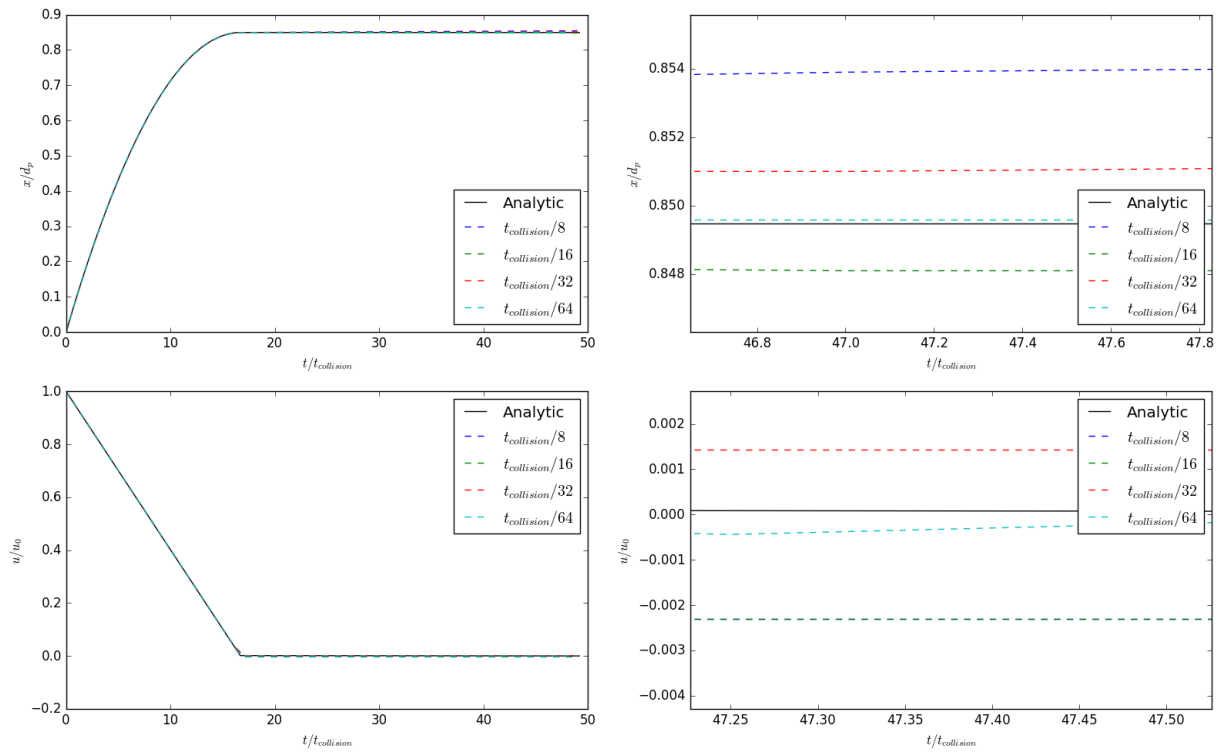 0.9
0.8
0.7
0.6
0.5
0.4
0.3
0.2
0.1
0.0
x/d_p
0 10 20 30 40 50
t/t_collision
Analytic
t_collision/8
t_collision/16
t_collision/32
t_collision/64
0.854
0.852
0.850
0.848
x/d_p
46.8 47.0 47.2 47.4 47.6 47.8
t/t_collision
Analytic
t_collision/8
t_collision/16
t_collision/32
t_collision/64
1.0
0.8
0.6
0.4
0.2
0.0
−0.2
u/u_0
0 10 20 30 40 50
t/t_collision
Analytic
t_collision/8
t_collision/16
t_collision/32
t_collision/64
0.002
0.001
0.000
−0.001
−0.002
−0.003
−0.004
u/u_0
47.25 47.30 47.35 47.40 47.45 47.50
t/t_collision
Analytic
t_collision/8
t_collision/16
t_collision/32
t_collision/64